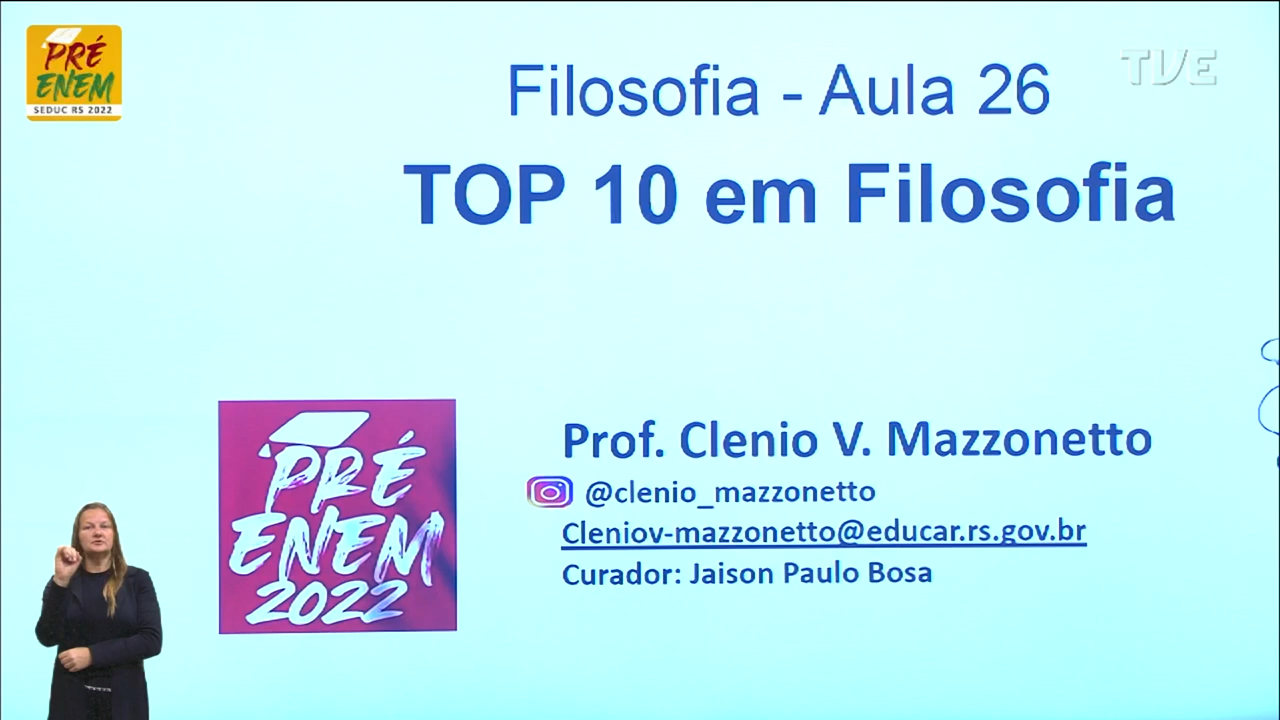 PRÉ
ENEM
SEDUC RS 2022
TVE
Filosofia - Aula 26
TOP 10 em Filosofia
PRÉ
ENEM
2022
Prof. Clenio V. Mazzonetto
@clenio_mazzonetto
Cleniov-mazzonetto@educar.rs.gov.br
Curador: Jaison Paulo Bosa